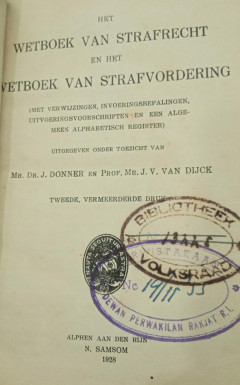 HET
WETBOEK VAN STRAFRECHT
EN HET
WETBOEK VAN STRAFVORDERING
(MET VERWIJZINGEN, INVOERINGSBEPALINGEN,
UITVOERINGSVOORSCHRIFTEN EN EEN ALGE-
MEEN ALPHABETISCH REGISTER)
UITGEGEVEN ONDER TOEZICHT VAN
MR. DR. J. DONNER EN PROF. MR. J. V. VAN DIJCK
TWEEDE, VERMEERDERDE DRUK
BIBLIOTHEEK
VOLKSRAAD
No
DEWAN PERWAKILAN RAKJAT R.I.
ALPHEN AAN DEN RIJN
N. SAMSOM
1928